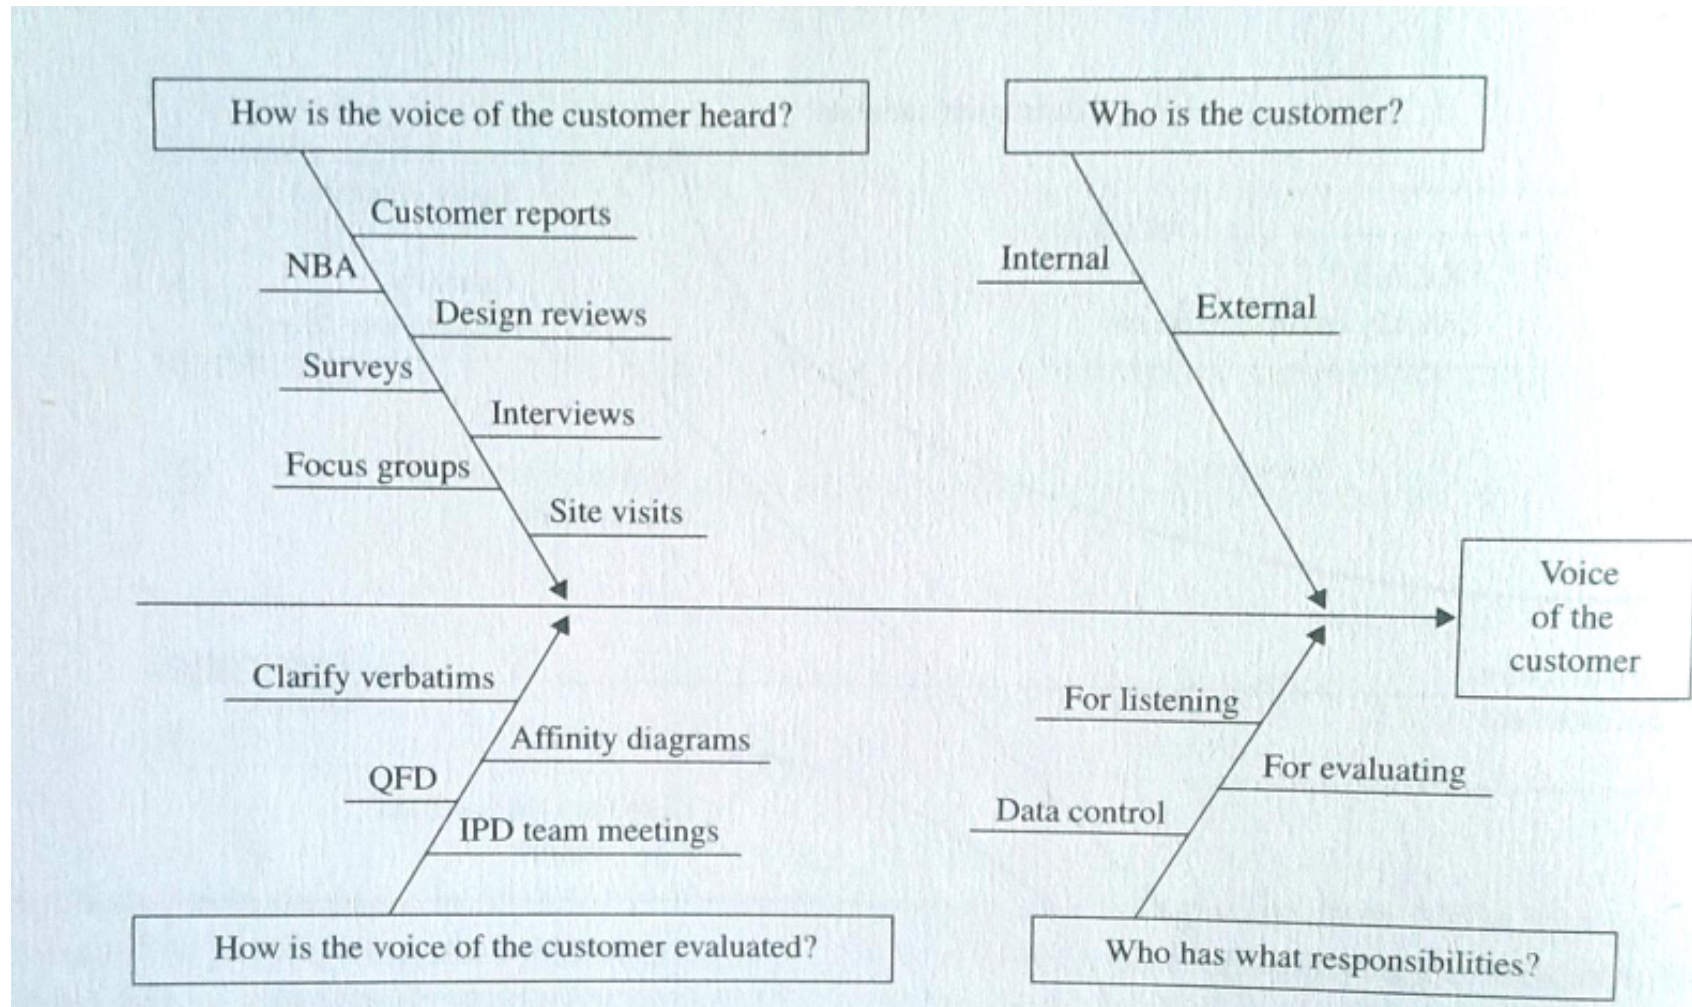 How is the voice of the customer heard?
Who is the customer?
Customer reports
NBA
Design reviews
Surveys
Interviews
Focus groups
Site visits
Internal
External
Voice
of the
customer
Clarify verbatims
Affinity diagrams
QFD
IPD team meetings
For listening
For evaluating
Data control
How is the voice of the customer evaluated?
Who has what responsibilities?